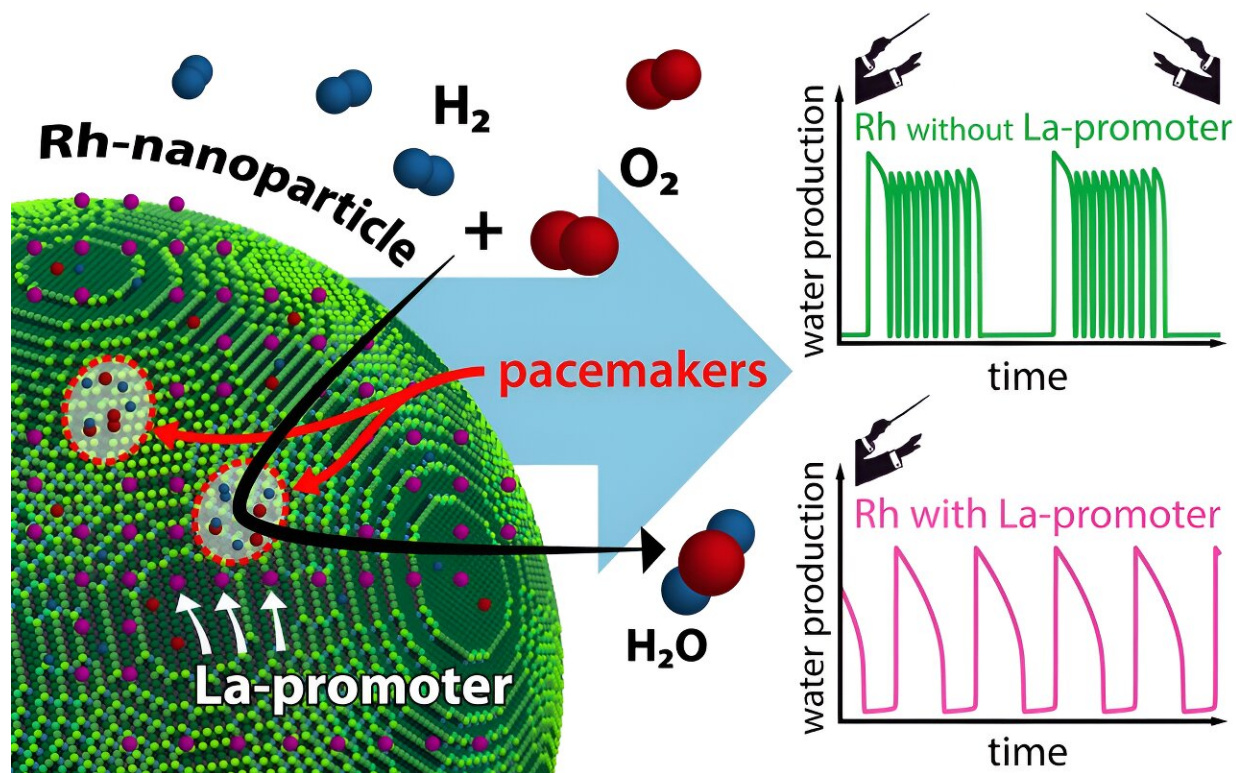 H₂
Rh-nanoparticle
+
O₂
pacemakers
H₂O
La-promoter
water production
Rh without La-promoter
time
water production
Rh with La-promoter
time